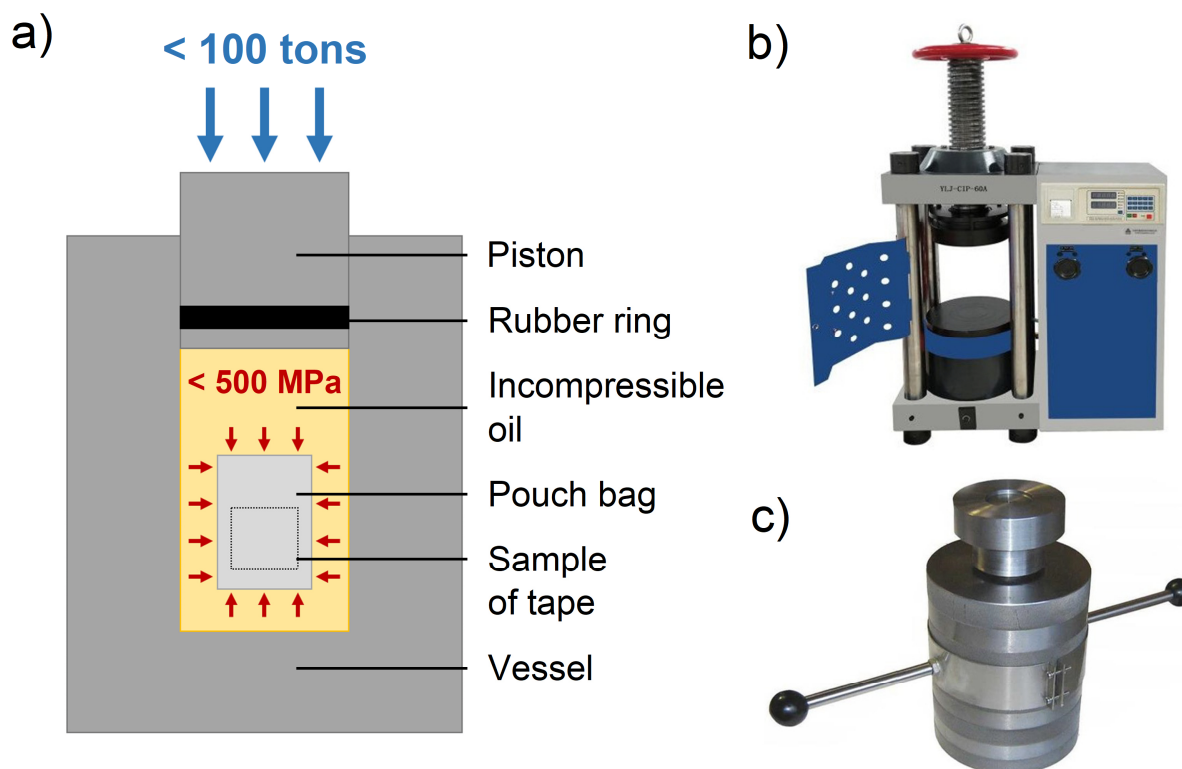 a)
< 100 tons
Piston
Rubber ring
< 500 MPa
Incompressible
oil
Pouch bag
Sample
of tape
Vessel
b)
YLJ-CIP-60A
c)